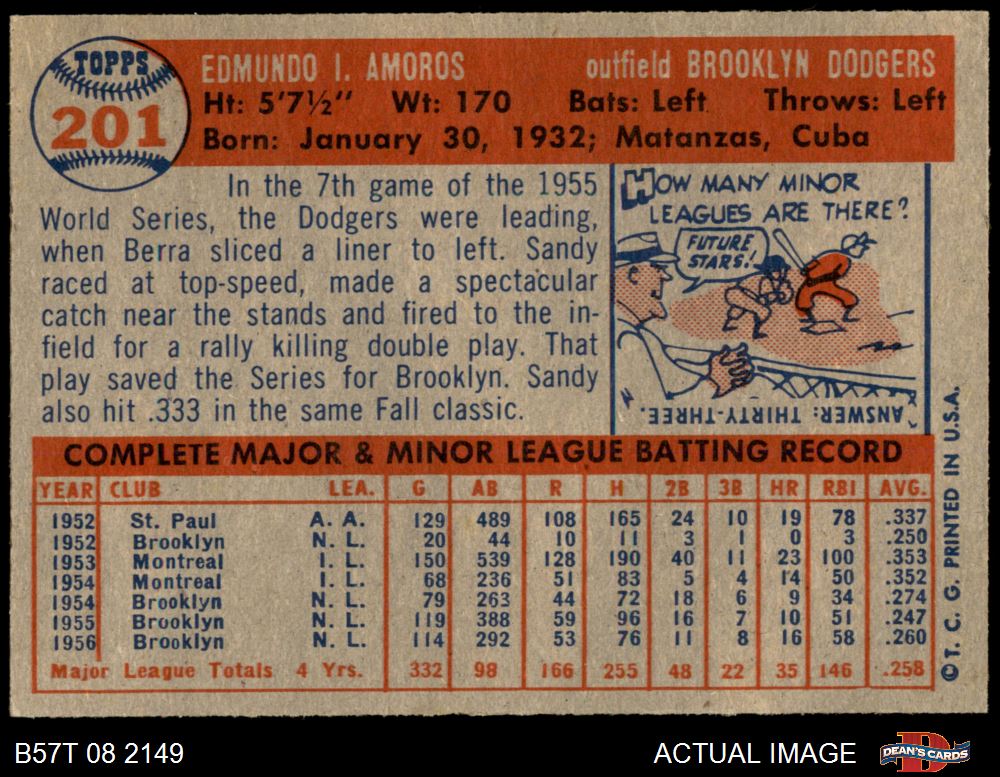 TOPPS
201
EDMUNDO I. AMOROS outfield BROOKLYN DODGERS
Ht: 5'7½" Wt: 170 Bats: Left Throws: Left
Born: January 30, 1932; Matanzas, Cuba
In the 7th game of the 1955
World Series, the Dodgers were leading,
when Berra sliced a liner to left. Sandy
raced at top-speed, made a spectacular
catch near the stands and fired to the in-
field for a rally killing double play. That
play saved the Series for Brooklyn. Sandy
also hit .333 in the same Fall classic.
HOW MANY MINOR
LEAGUES ARE THERE?
FUTURE
STARS!
ANSWER: THIRTY-THREE.
COMPLETE MAJOR & MINOR LEAGUE BATTING RECORD
YEAR CLUB LEA. G AB R H 2B 3B HR RBI AVG.
1952 St. Paul A. A. 129 489 108 165 24 10 19 78 .337
1952 Brooklyn N. L. 20 44 10 11 3 1 0 3 .250
1953 Montreal I. L. 150 539 128 190 40 11 23 100 .353
1954 Montreal I. L. 68 236 51 83 5 4 14 50 .352
1954 Brooklyn N. L. 79 263 44 72 18 6 9 34 .274
1955 Brooklyn N. L. 119 388 59 96 16 7 10 51 .247
1956 Brooklyn N. L. 114 292 53 76 11 8 16 58 .260
Major League Totals 4 Yrs. 332 98 166 255 48 22 35 146 .258
©T. C. G. PRINTED IN U.S.A.
B57T 08 2149 ACTUAL IMAGE DEAN'S CARDS